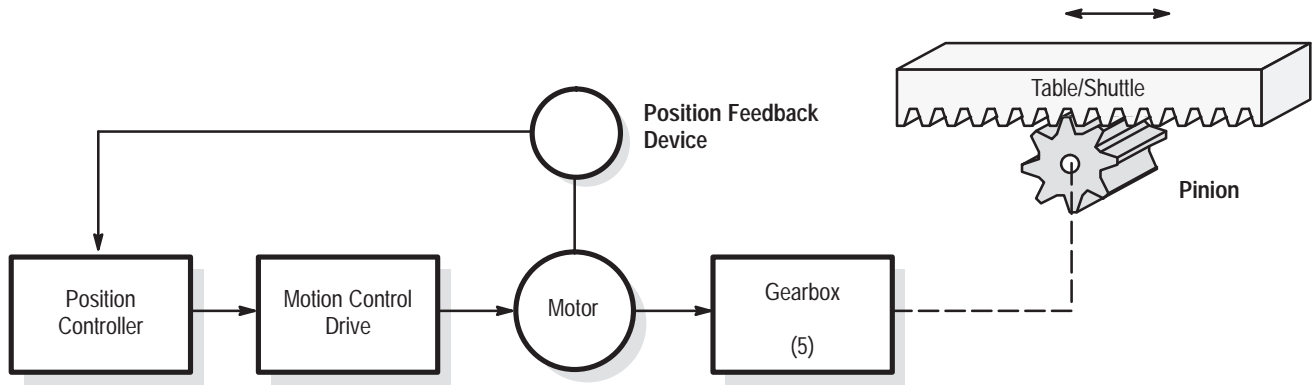 Table/Shuttle
Position Feedback
Device
Pinion
Position
Controller
Motion Control
Drive
Motor
Gearbox
(5)